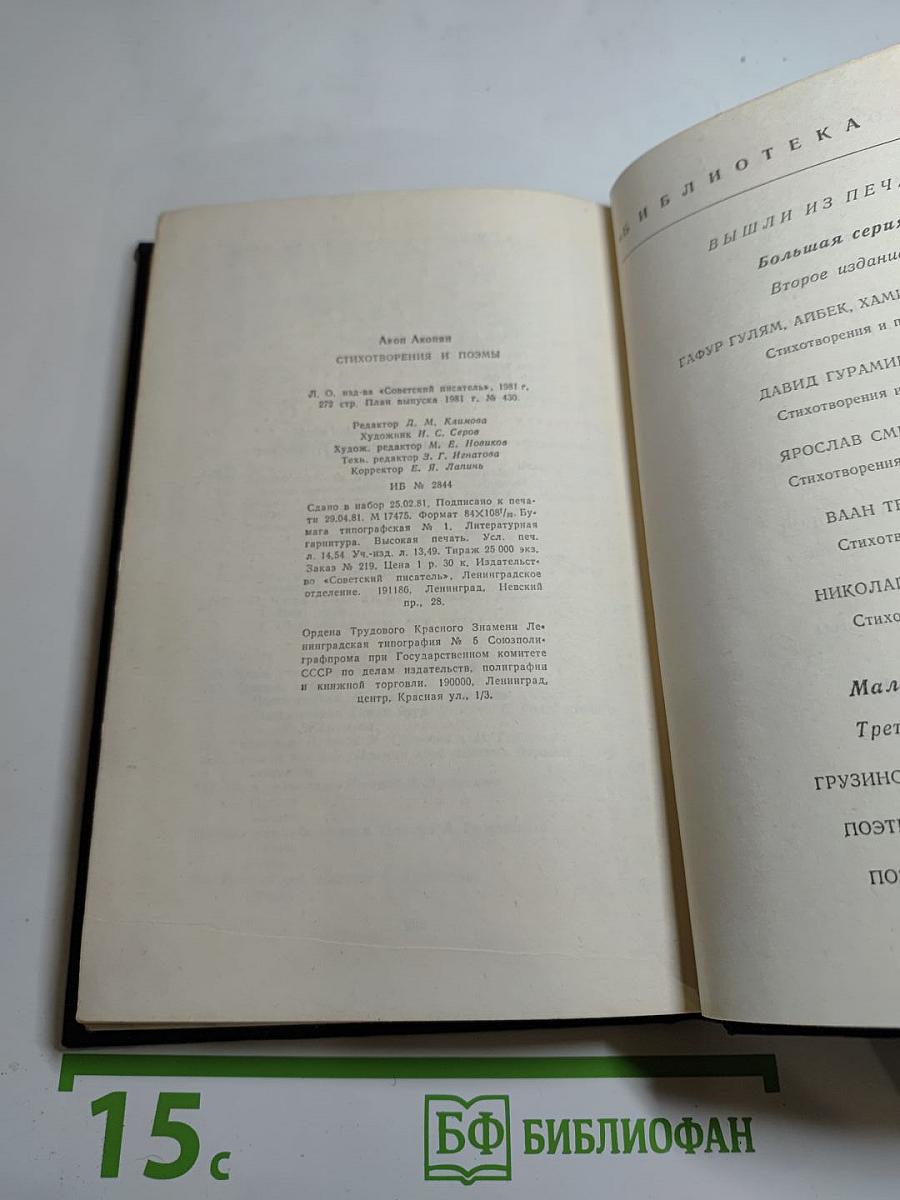 Акоп Акопян
СТИХОТВОРЕНИЯ И ПОЭМЫ
Л. О. изд-ва «Советский писатель», 1981 г.
272 стр. План выпуска 1981 г. № 430.
Редактор Д. М. Климова
Художник И. С. Серов
Худож. редактор М. Е. Новиков
Техн. редактор З. Г. Игнатова
Корректор Е. Я. Лапинь
ИБ № 2844
Сдано в набор 25.02.81. Подписано к печа-
ти 29.04.81. М 17475. Формат 84×108¹/₃₂. Бу-
мага типографская № 1. Литературная
гарнитура. Высокая печать. Усл. печ.
л. 14,54 Уч.-изд. л. 13,49. Тираж 25 000 экз.
Заказ № 219. Цена 1 р. 30 к. Издательст-
во «Советский писатель», Ленинградское
отделение. 191186, Ленинград, Невский
пр., 28.
Ордена Трудового Красного Знамени Ле-
нинградская типография № 5 Союзполи-
графпрома при Государственном комитете
СССР по делам издательств, полиграфии
и книжной торговли. 190000, Ленинград,
центр, Красная ул., 1/3.
БИБЛИОТЕКА
ВЫШЛИ ИЗ ПЕЧА
Большая серия
Второе издание
ГАФУР ГУЛЯМ, АЙБЕК, ХАМИ
Стихотворения и п
ДАВИД ГУРАМИ
Стихотворения и
ЯРОСЛАВ СМЕ
Стихотворения
ВААН ТЕ
Стихотв
НИКОЛА
Стихо
Мал
Трет
ГРУЗИНС
ПОЭТ
ПОЭ
15 с
БФ БИБЛИОФАН